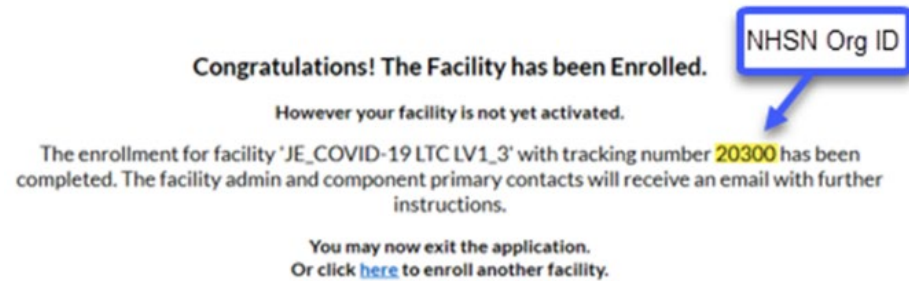 NHSN Org ID
Congratulations! The Facility has been Enrolled.
However your facility is not yet activated.
The enrollment for facility 'JE_COVID-19 LTC LV1_3' with tracking number 20300 has been
completed. The facility admin and component primary contacts will receive an email with further
instructions.
You may now exit the application.
Or click here to enroll another facility.